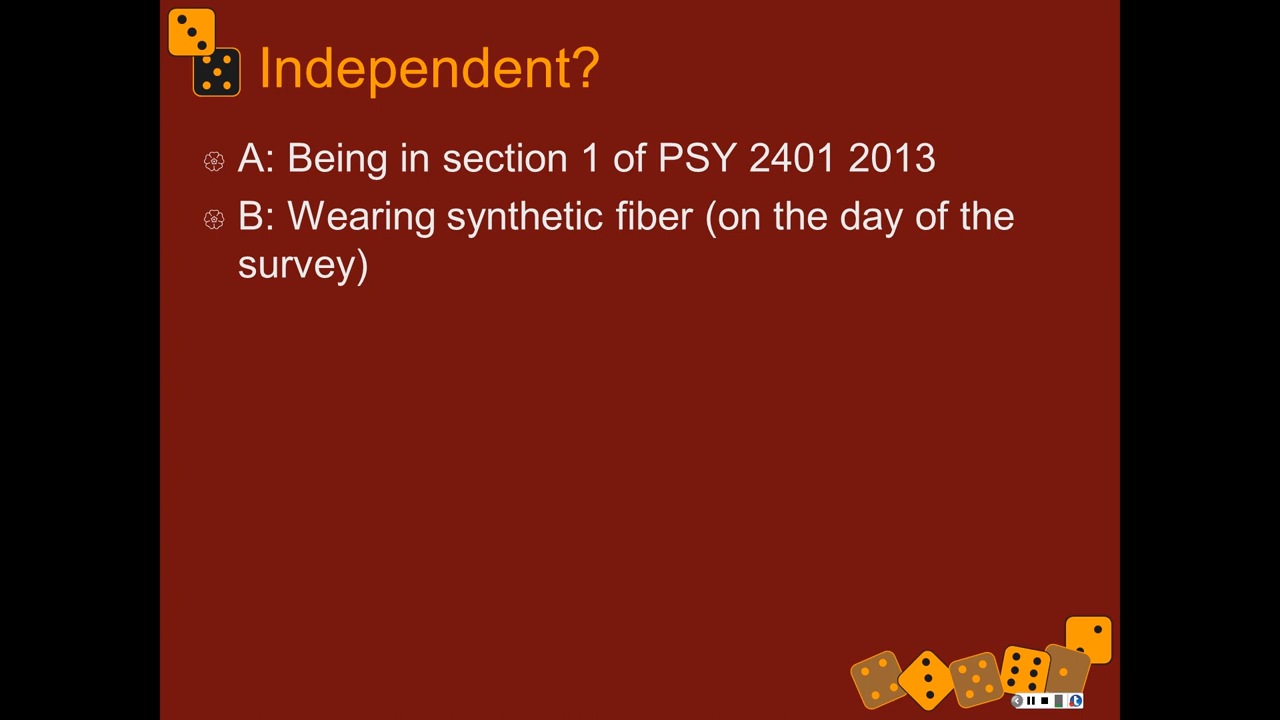 Independent?
A: Being in section 1 of PSY 2401 2013
B: Wearing synthetic fiber (on the day of the
survey)